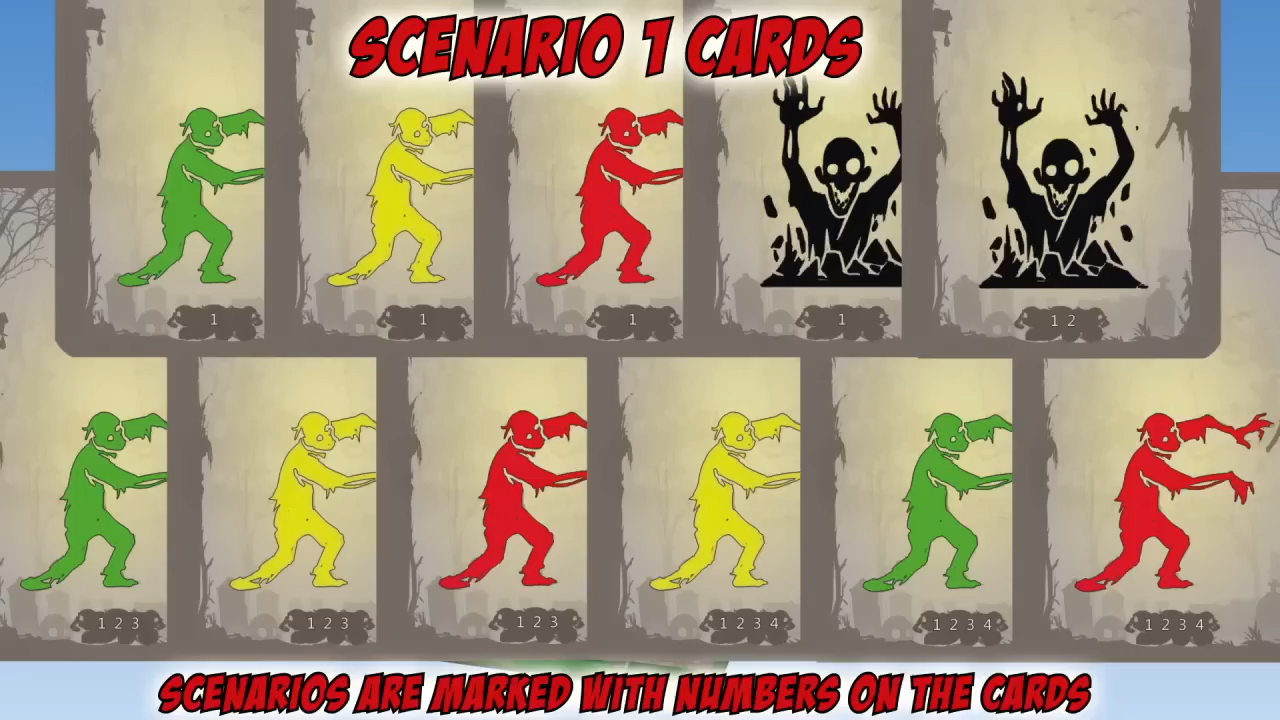 SCENARIO 1 CARDS
1
1
1
1
1 2
1 2 3
1 2 3
1 2 3
1 2 3 4
1 2 3 4
1 2 3 4
SCENARIOS ARE MARKED WITH NUMBERS ON THE CARDS